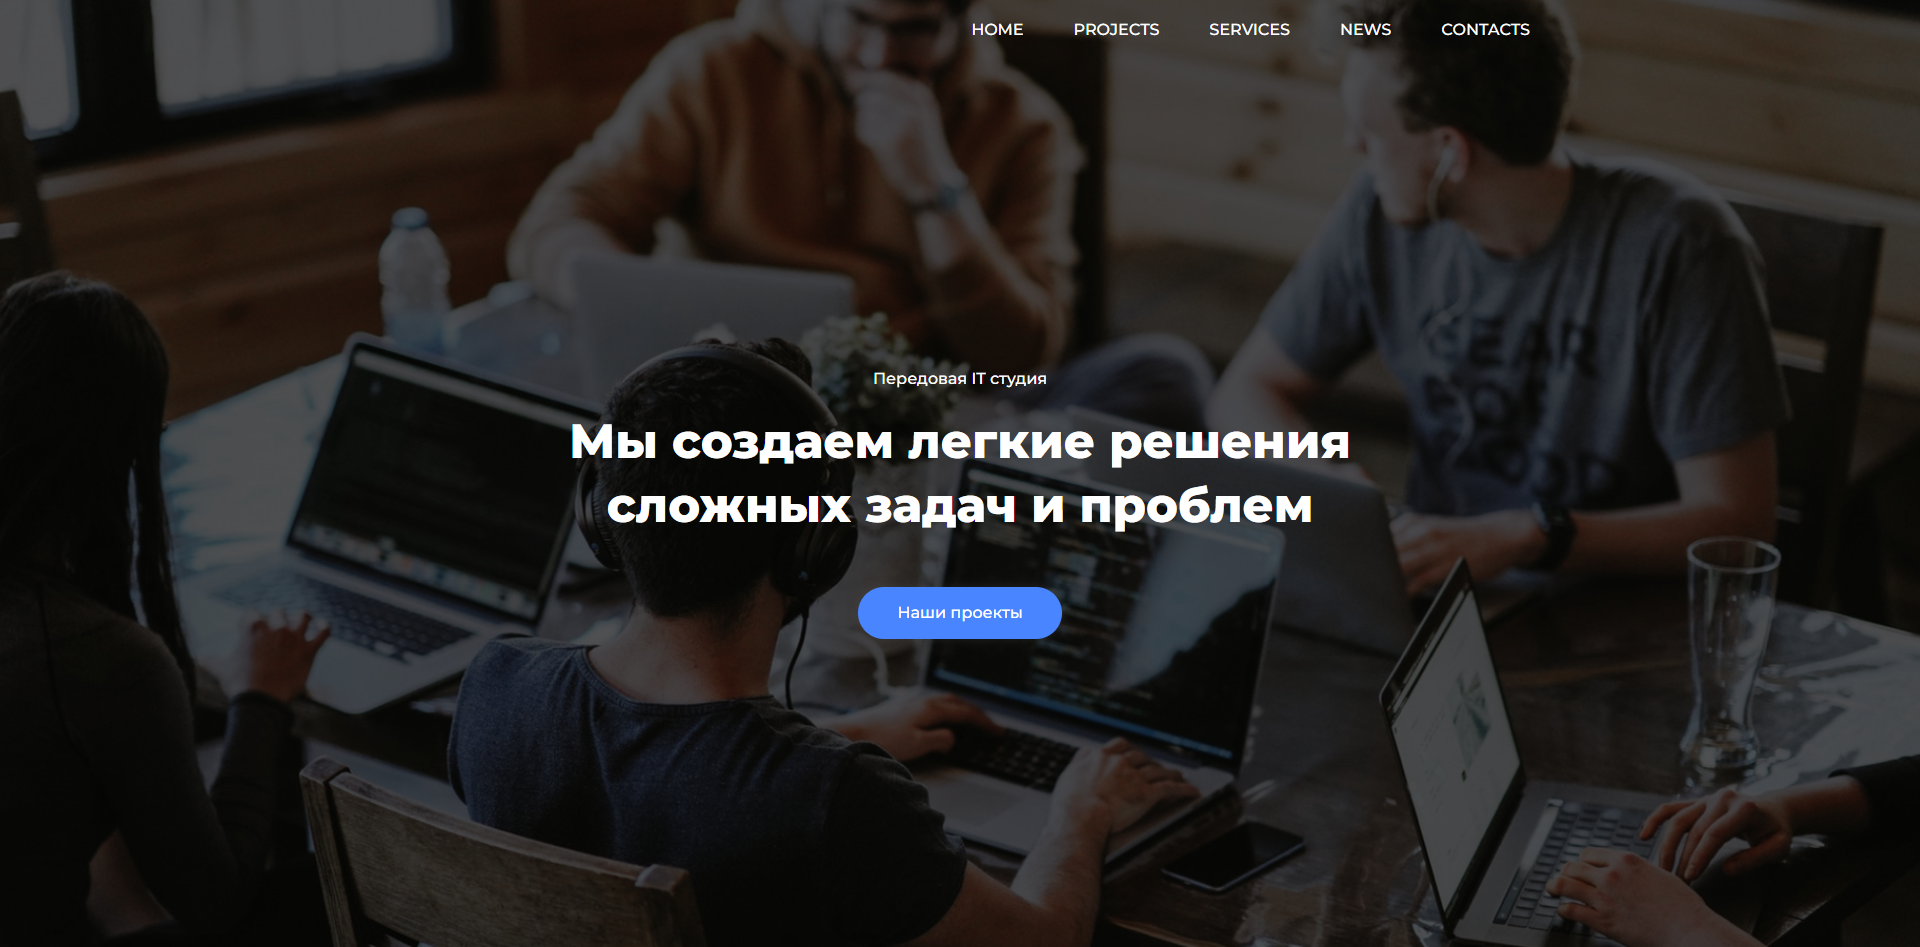 HOME PROJECTS SERVICES NEWS CONTACTS
Передовая IT студия
Мы создаем легкие решения
сложных задач и проблем
Наши проекты